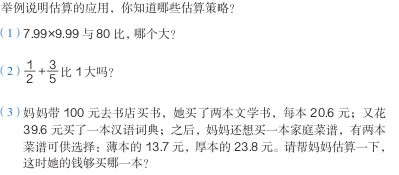 举例说明估算的应用，你知道哪些估算策略？
（1）7.99×9.99 与 80 比，哪个大？
（2）1/2+3/5 比 1 大吗？
（3）妈妈带 100 元去书店买书，她买了两本文学书，每本 20.6 元；又花
39.6 元买了一本汉语词典；之后，妈妈还想买一本家庭菜谱，有两本
菜谱可供选择：薄本的 13.7 元，厚本的 23.8 元。请帮妈妈估算一下，
这时她的钱够买哪一本？